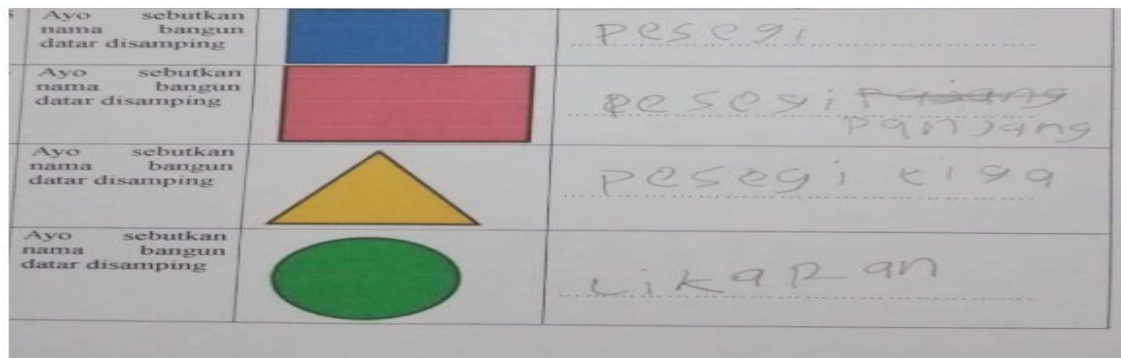 Ayo sebutkan
nama bangun
datar disamping
pesegi
Ayo sebutkan
nama bangun
datar disamping
pesegi pasang
panjang
Ayo sebutkan
nama bangun
datar disamping
pesegi tiga
Ayo sebutkan
nama bangun
datar disamping
likaran